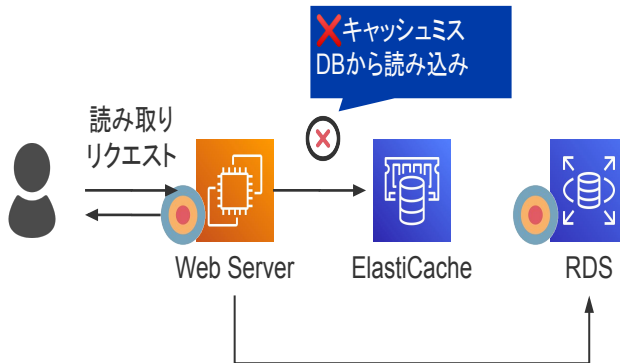 ❌キャッシュミス
DBから読み込み
読み取り
リクエスト
Web Server
ElastiCache
RDS